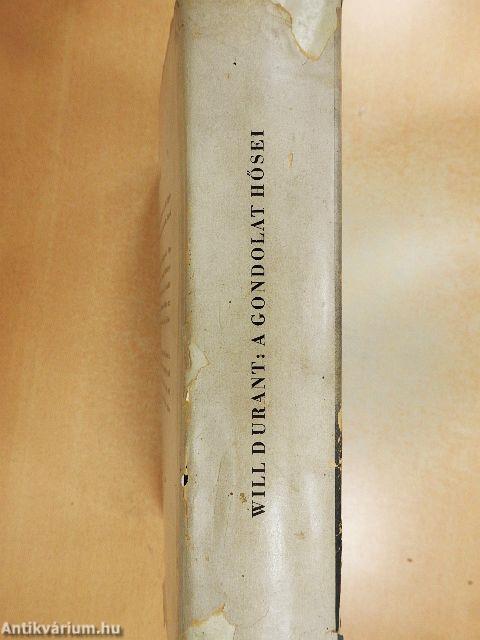 WILL DURANT: A GONDOLAT HŐSEI
Antikvárium.hu